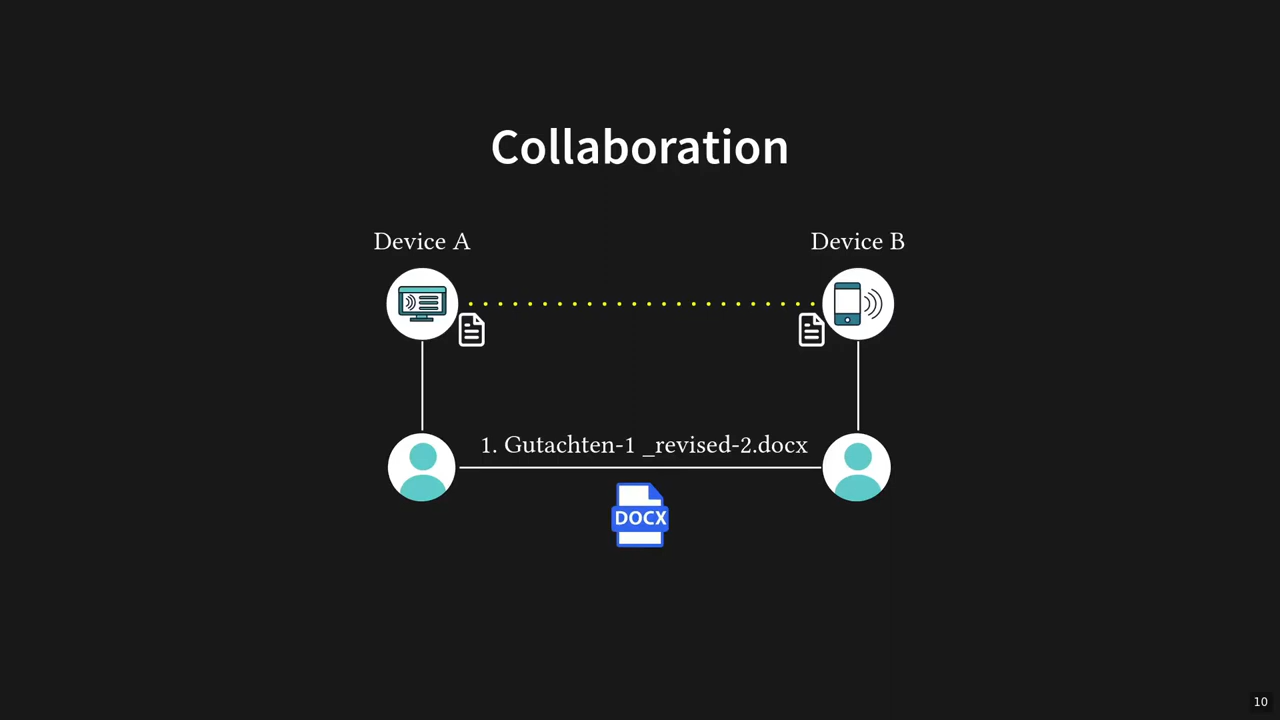 Collaboration
Device A
Device B
1. Gutachten-1 _revised-2.docx
DOCX
10